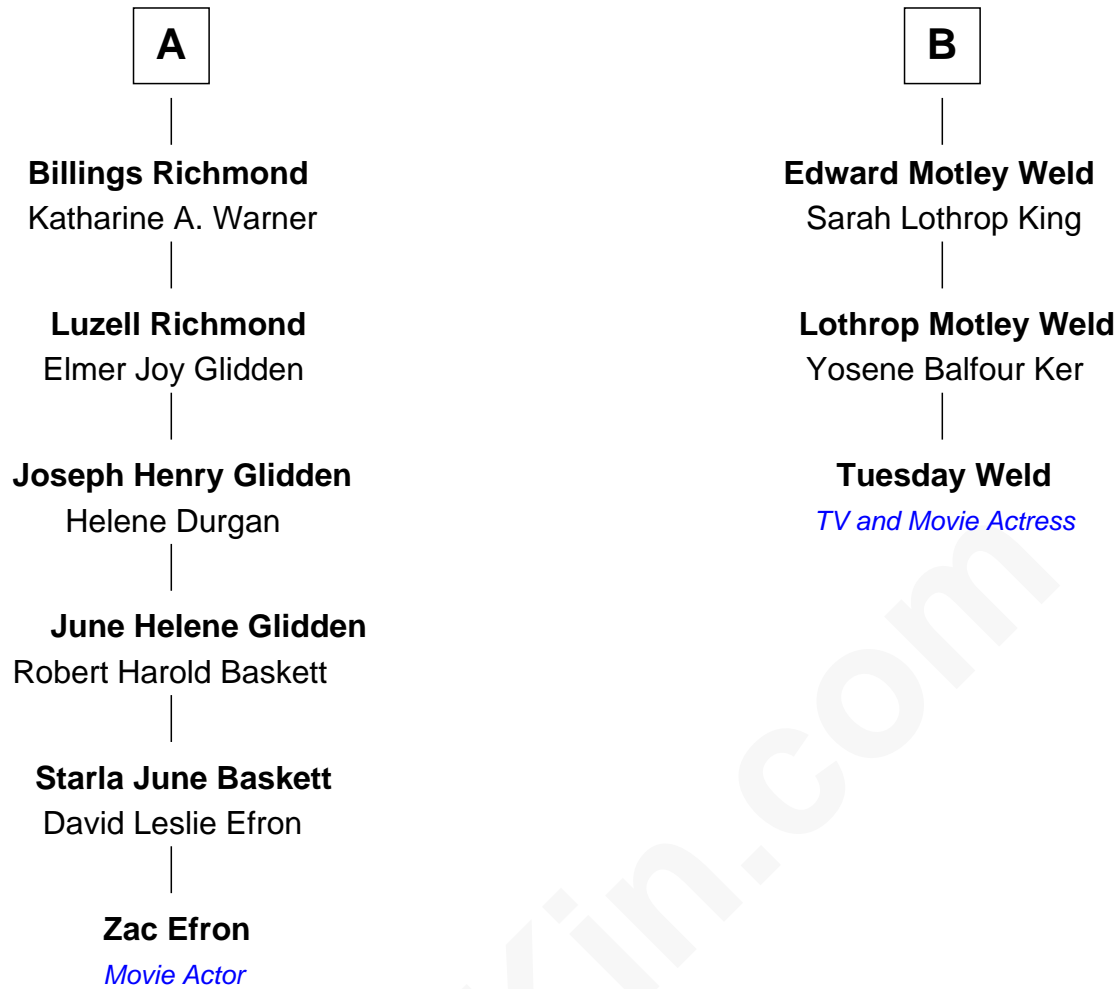 A
Billings Richmond
Katharine A. Warner
Luzell Richmond
Elmer Joy Glidden
Joseph Henry Glidden
Helene Durgan
June Helene Glidden
Robert Harold Baskett
Starla June Baskett
David Leslie Efron
Zac Efron
Movie Actor
B
Edward Motley Weld
Sarah Lothrop King
Lothrop Motley Weld
Yosene Balfour Ker
Tuesday Weld
TV and Movie Actress
Kin.com